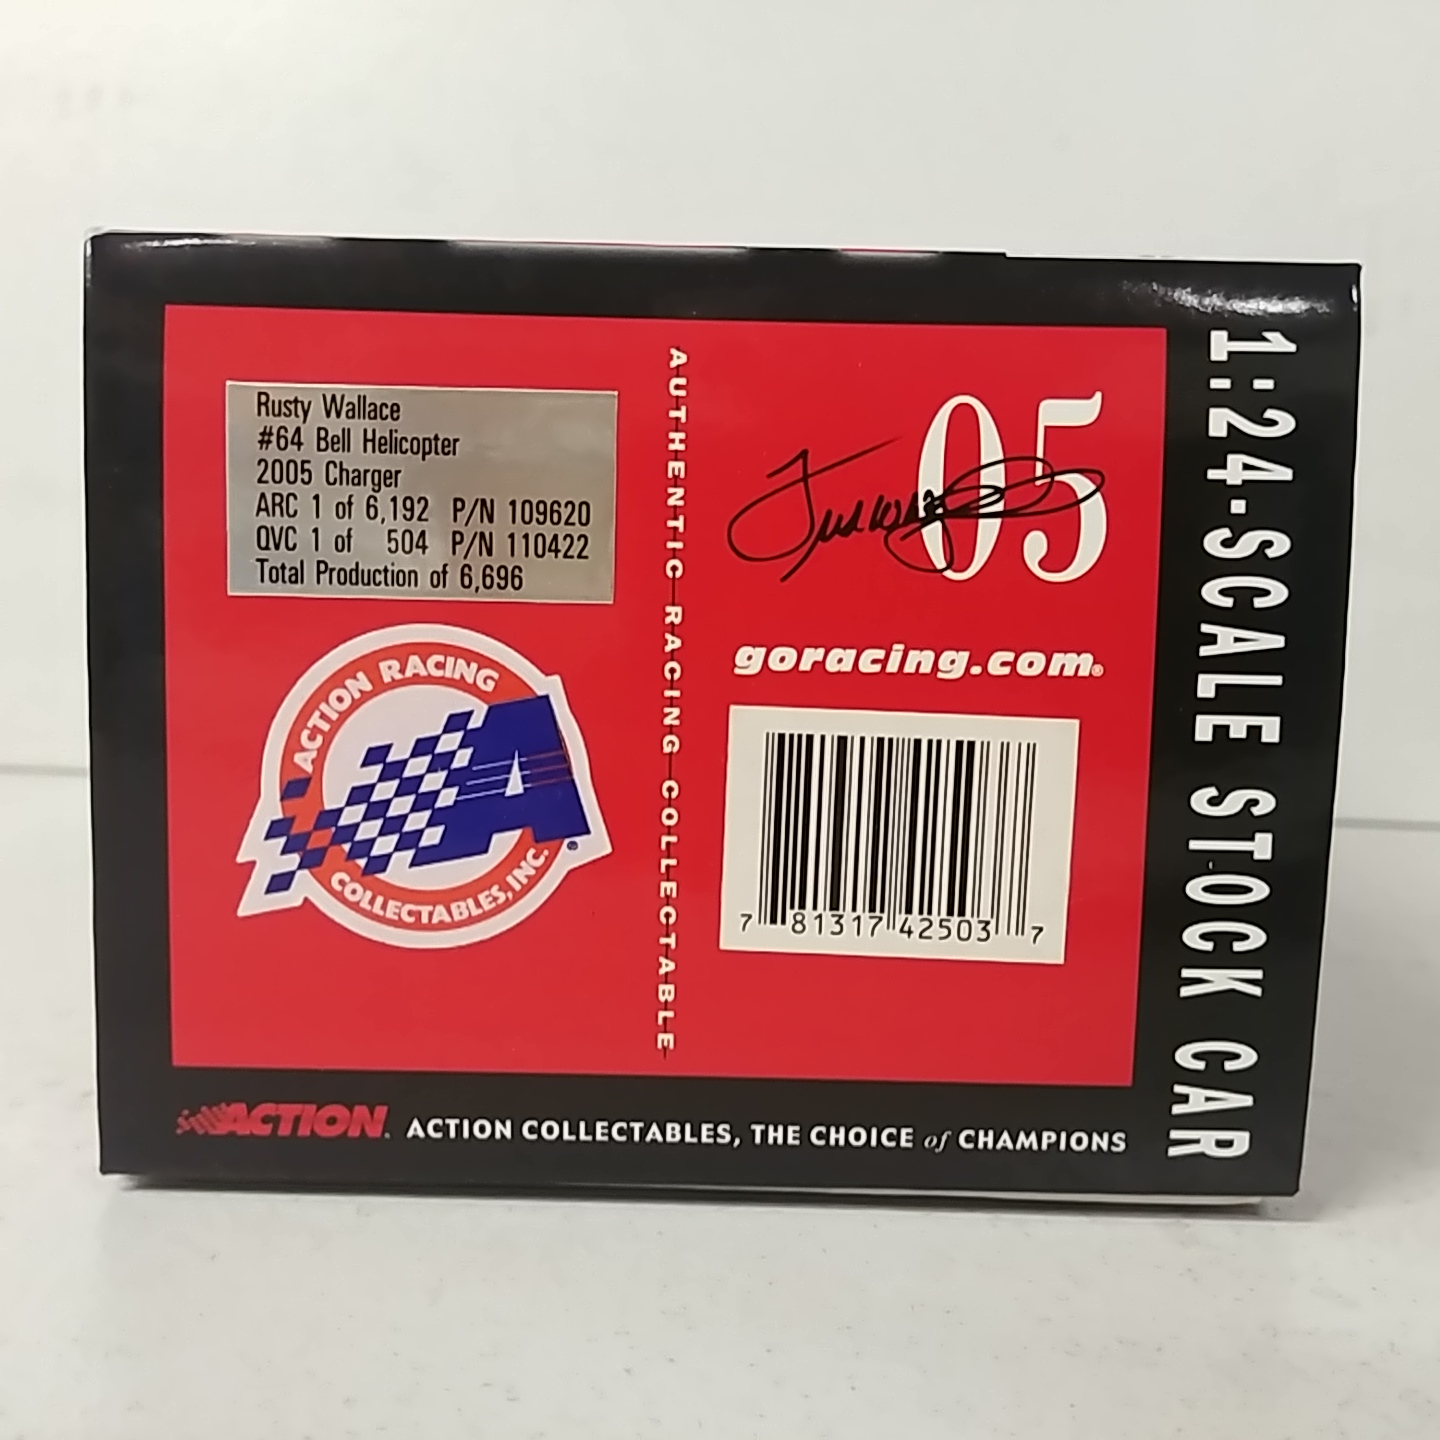 Rusty Wallace
#64 Bell Helicopter
2005 Charger
ARC 1 of 6,192 P/N 109620
QVC 1 of 504 P/N 110422
Total Production of 6,696
ACTION RACING
A
COLLECTABLES, INC.
AUTHENTIC RACING COLLECTABLE
05
goracing.com®
7 81317 42503 7
1:24-SCALE STOCK CAR
ACTION® ACTION COLLECTABLES, THE CHOICE of CHAMPIONS